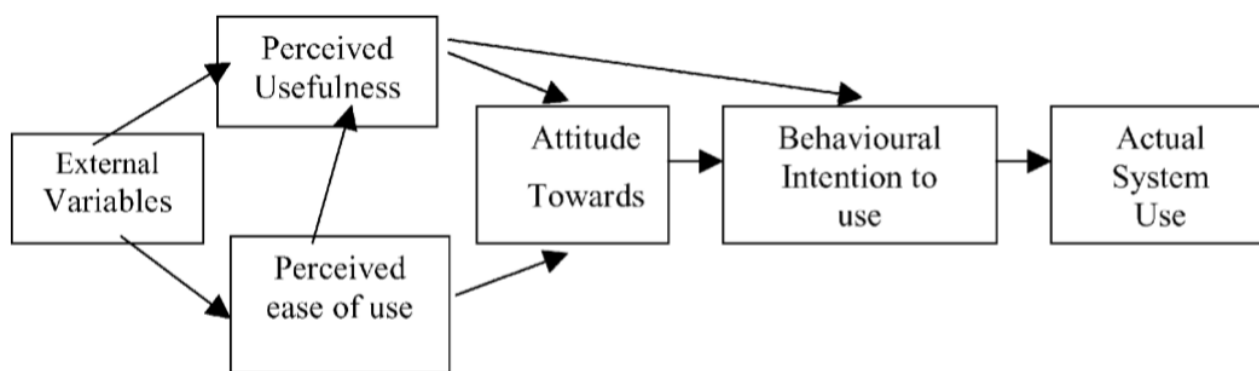 Perceived
Usefulness
External
Variables
Perceived
ease of use
Attitude
Towards
Behavioural
Intention to
use
Actual
System
Use